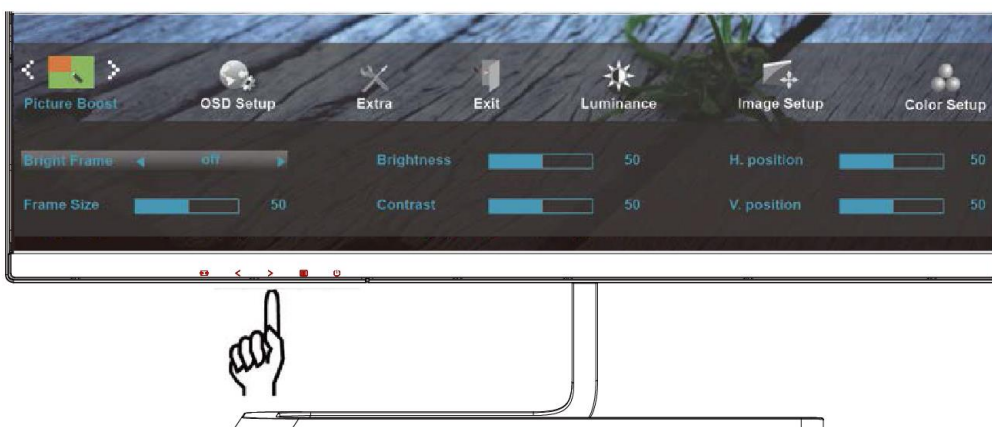 Picture Boost OSD Setup Extra Exit Luminance Image Setup Color Setup
Bright Frame off Brightness 50 H. position 50
Frame Size 50 Contrast 50 V. position 50